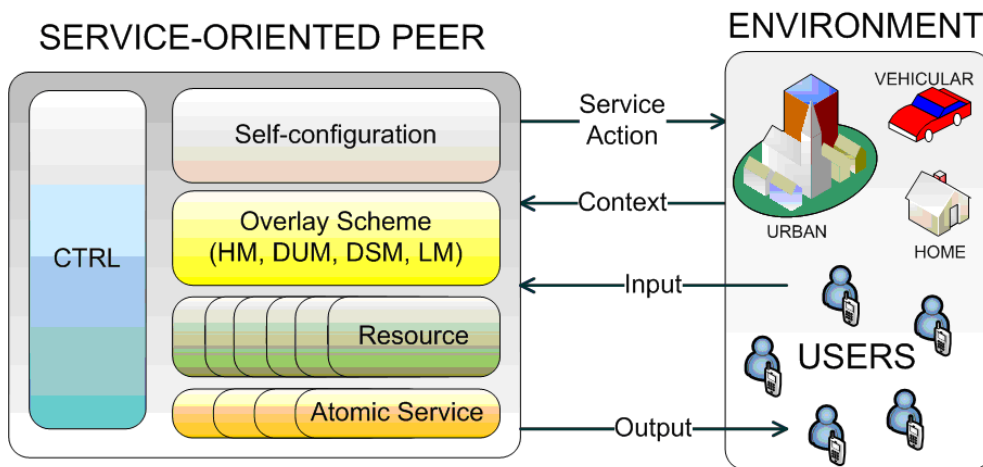 SERVICE-ORIENTED PEER
CTRL
Self-configuration
Overlay Scheme
(HM, DUM, DSM, LM)
Resource
Atomic Service
Service
Action
Context
Input
Output
ENVIRONMENT
VEHICULAR
URBAN
HOME
USERS